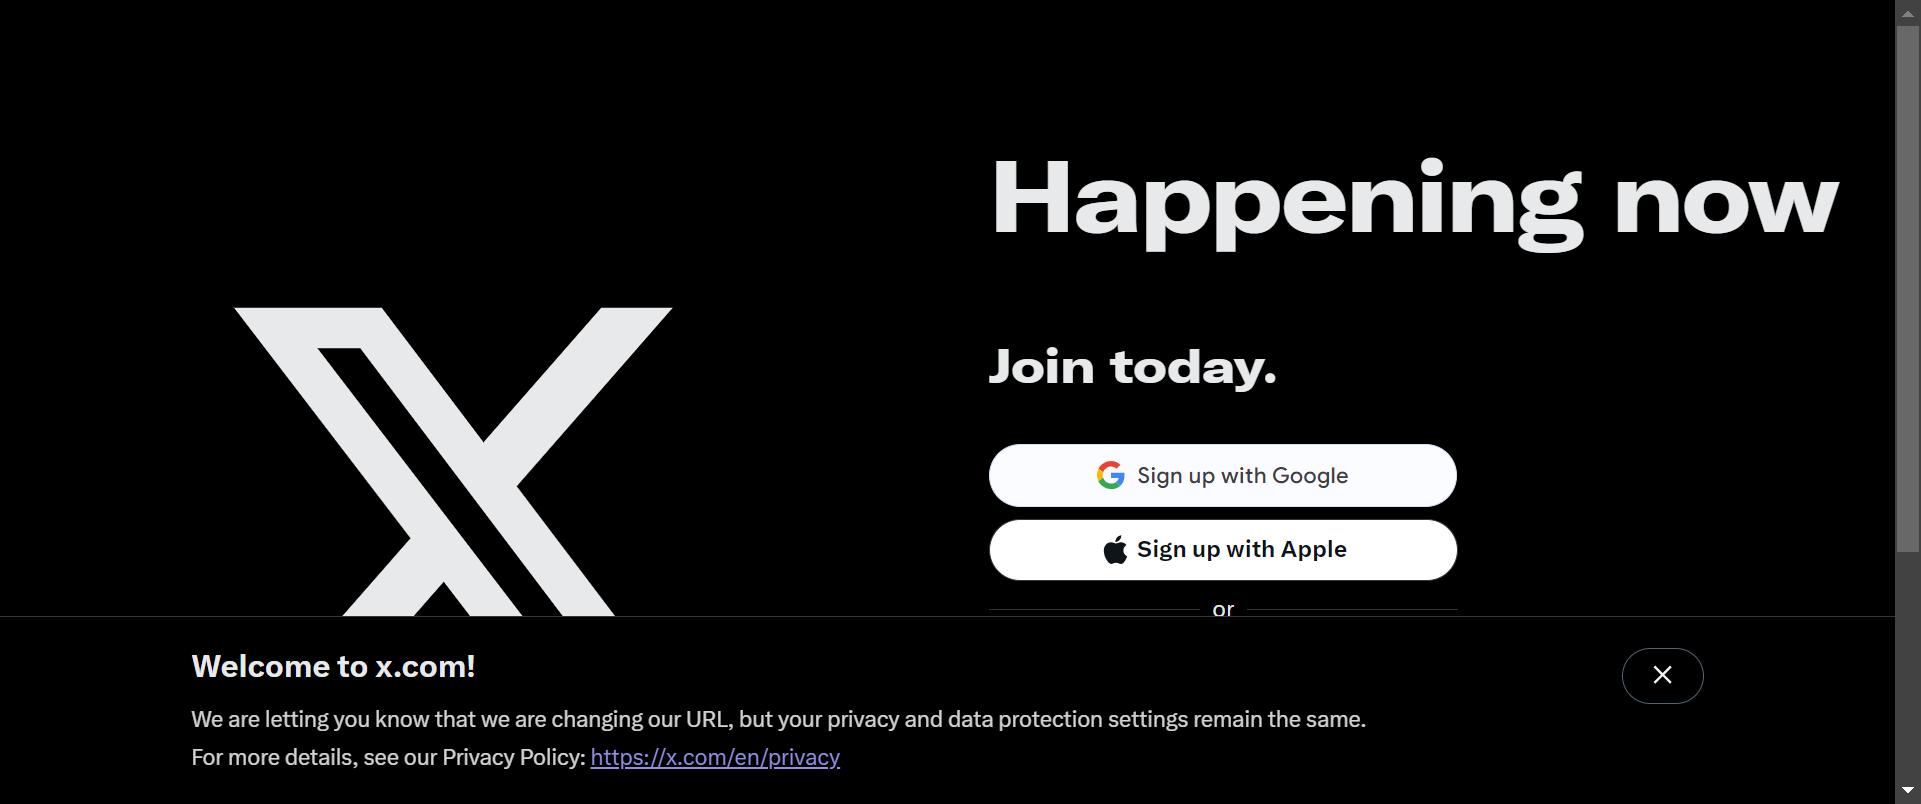 Happening now
Join today.
Sign up with Google
Sign up with Apple
or
Welcome to x.com!
We are letting you know that we are changing our URL, but your privacy and data protection settings remain the same.
For more details, see our Privacy Policy: https://x.com/en/privacy